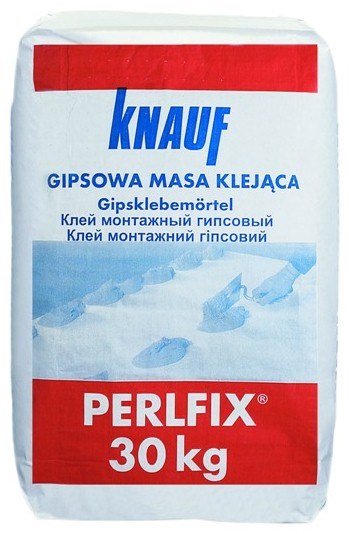 KNAUF
GIPSOWA MASA KLEJĄCA
Gipsklebemörtel
Клей монтажный гипсовый
Клей монтажний гіпсовий
PERLFIX®
30 kg